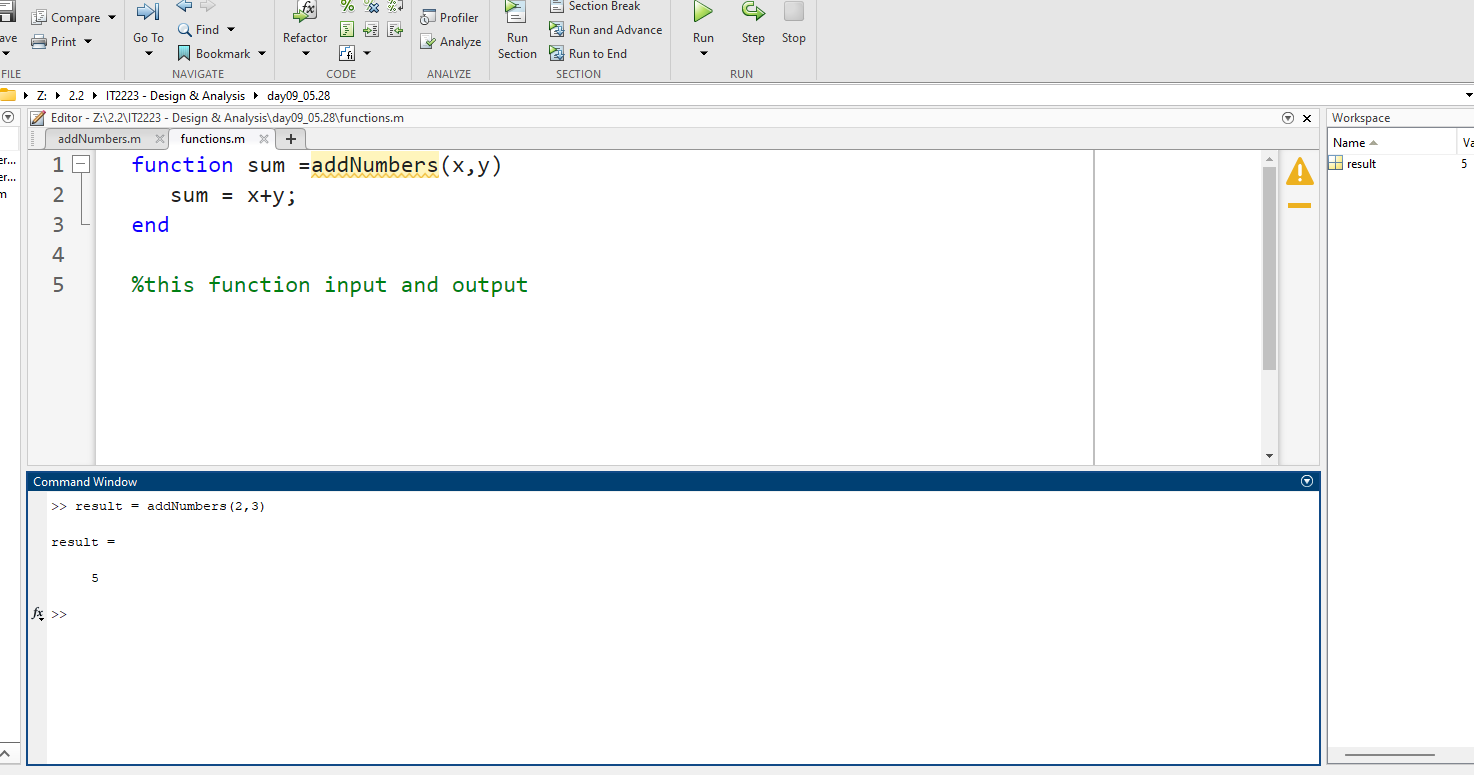 Compare
Section Break
Profiler
ave
Print
Go To
Find
Refactor
Analyze
Run
Run and Advance
Run
Step
Stop
Bookmark
Section
Run to End
FILE
NAVIGATE
CODE
ANALYZE
SECTION
RUN
Z: 2.2 IT2223 - Design & Analysis day09_05.28
Editor - Z:\2.2\IT2223 - Design & Analysis\day09_05.28\functions.m
addNumbers.m
functions.m
+
1 function sum =addNumbers(x,y)
2 sum = x+y;
3 end
4
5 %this function input and output
Workspace
Name Va
result 5
er...
er...
m
Command Window
>> result = addNumbers(2,3)
result =
5
fx >>